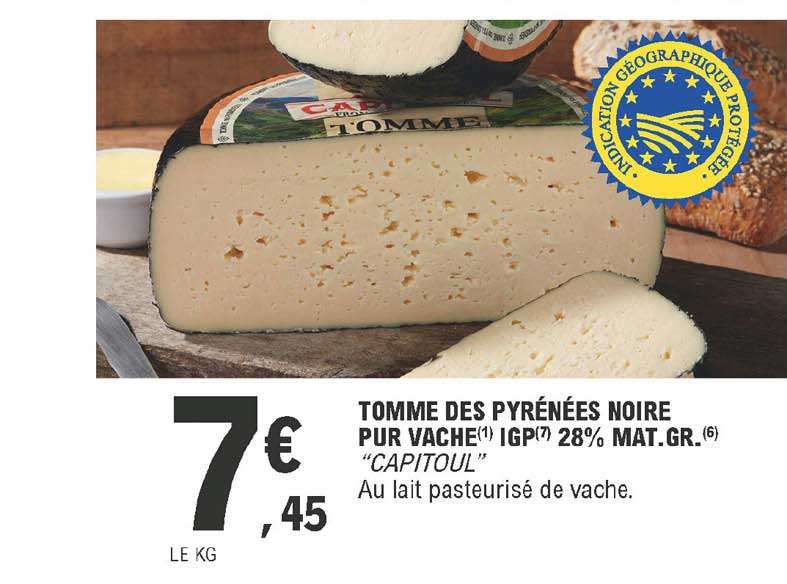 TOMME
INDICATION GÉOGRAPHIQUE PROTÉGÉE
7€,45
LE KG
TOMME DES PYRÉNÉES NOIRE
PUR VACHE(1) IGP(7) 28% MAT.GR.(6)
“CAPITOUL”
Au lait pasteurisé de vache.